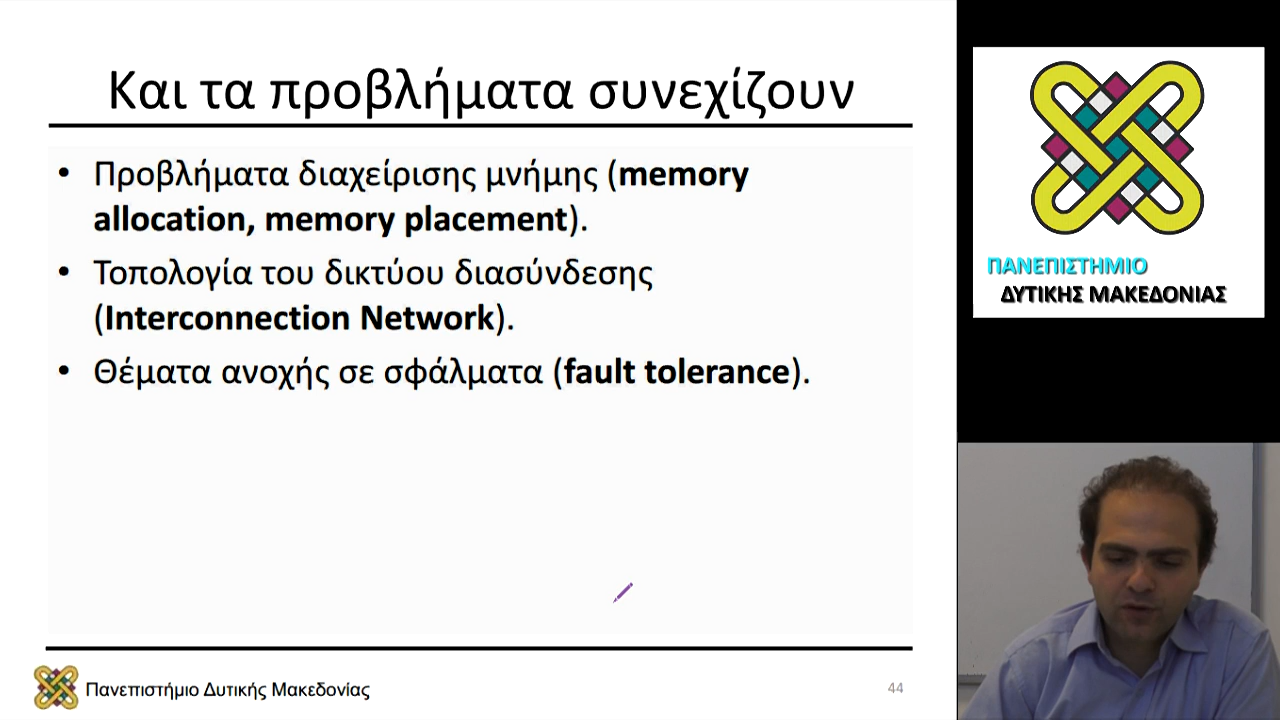 Και τα προβλήματα συνεχίζουν
• Προβλήματα διαχείρισης μνήμης (memory
allocation, memory placement).
• Τοπολογία του δικτύου διασύνδεσης
(Interconnection Network).
• Θέματα ανοχής σε σφάλματα (fault tolerance).
Πανεπιστήμιο Δυτικής Μακεδονίας
44
ΠΑΝΕΠΙΣΤΗΜΙΟ
ΔΥΤΙΚΗΣ ΜΑΚΕΔΟΝΙΑΣ